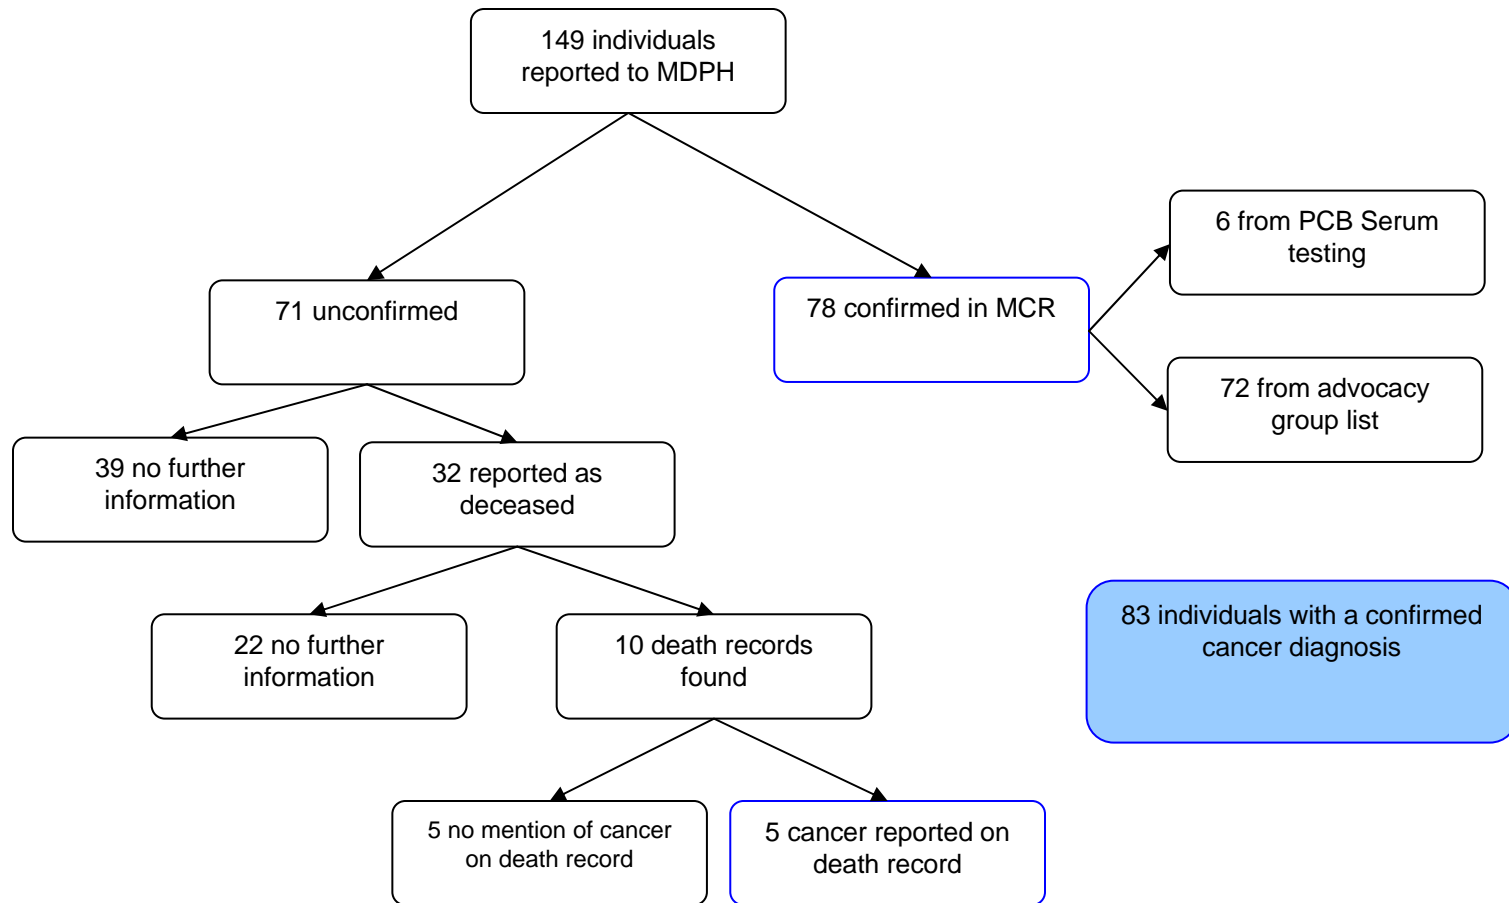 149 individuals
reported to MDPH
6 from PCB Serum
testing
71 unconfirmed
78 confirmed in MCR
72 from advocacy
group list
39 no further
information
32 reported as
deceased
22 no further
information
10 death records
found
83 individuals with a confirmed
cancer diagnosis
5 no mention of cancer
on death record
5 cancer reported on
death record